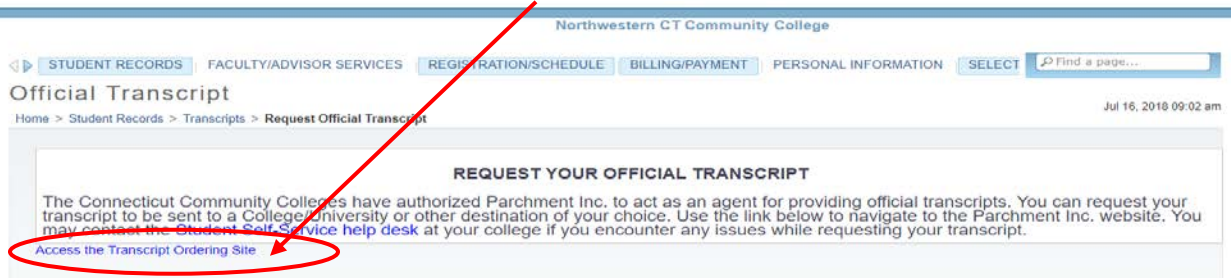 Northwestern CT Community College
STUDENT RECORDS FACULTY/ADVISOR SERVICES REGISTRATION/SCHEDULE BILLING/PAYMENT PERSONAL INFORMATION SELECT Find a page...
Official Transcript
Jul 16, 2018 09:02 am
Home > Student Records > Transcripts > Request Official Transcript
REQUEST YOUR OFFICIAL TRANSCRIPT
The Connecticut Community Colleges have authorized Parchment Inc. to act as an agent for providing official transcripts. You can request your
transcript to be sent to a College/University or other destination of your choice. Use the link below to navigate to the Parchment Inc. website. You
may contact the Student Self-Service help desk at your college if you encounter any issues while requesting your transcript.
Access the Transcript Ordering Site